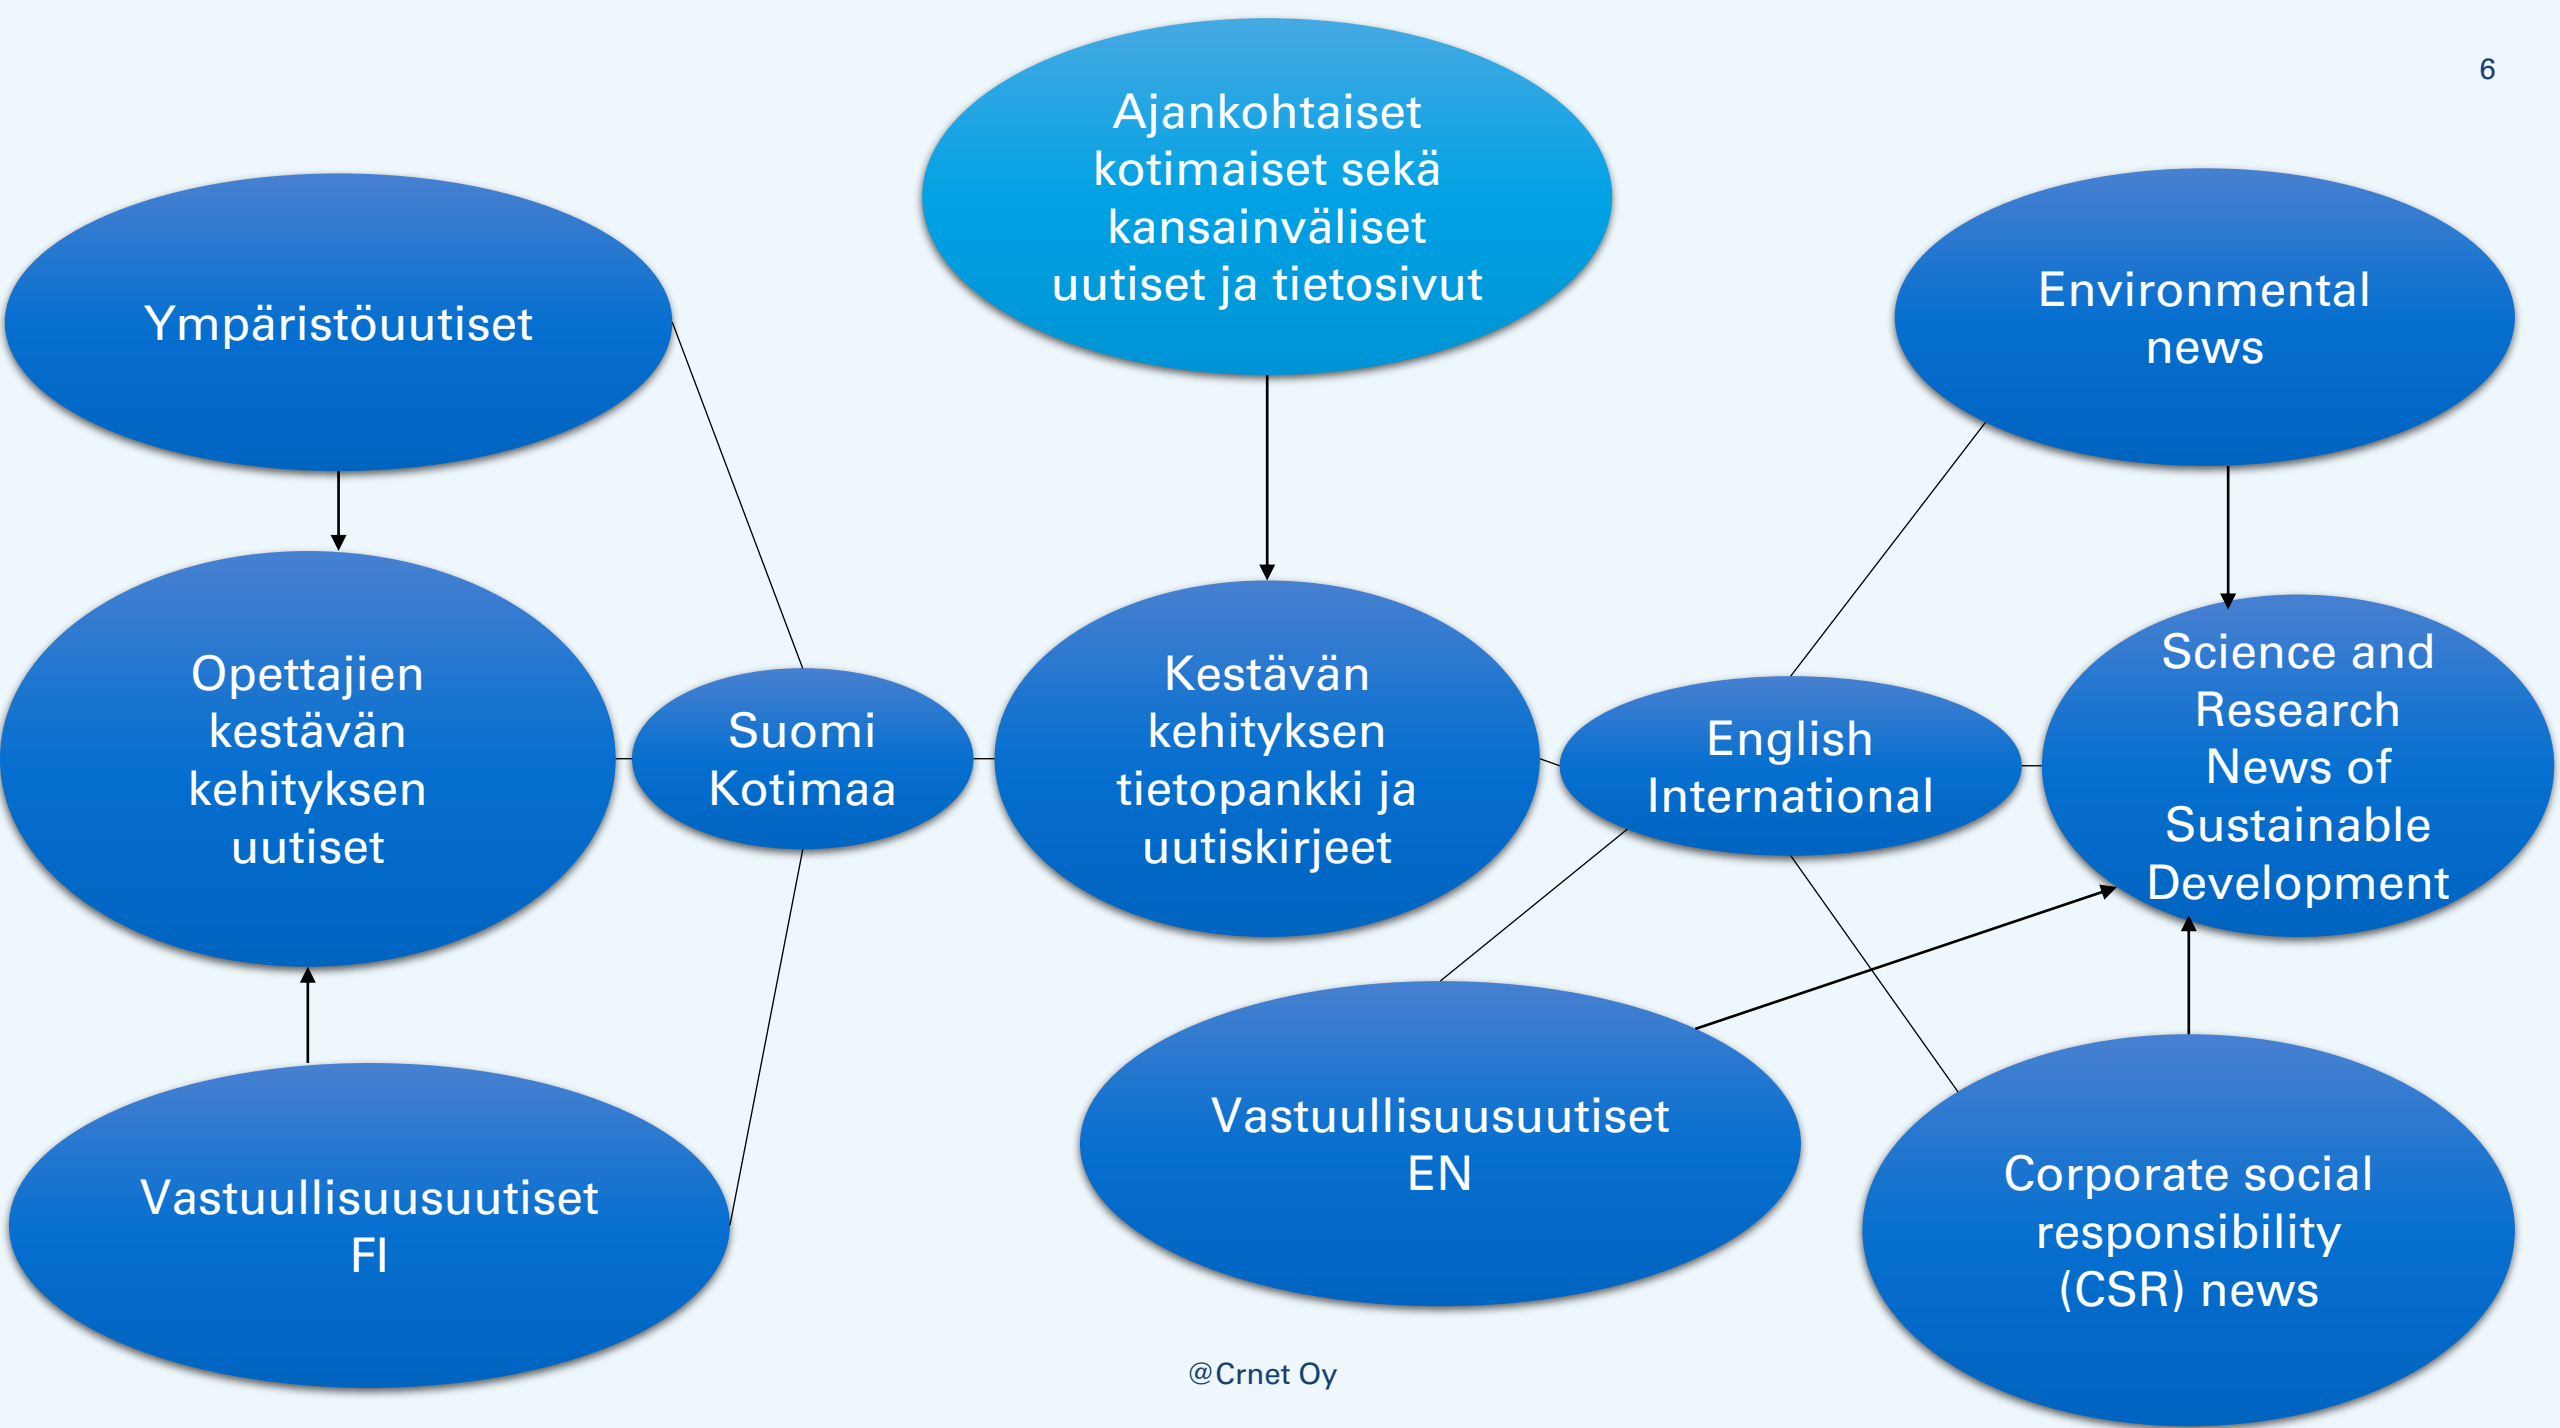 6
Ajankohtaiset
kotimaiset sekä
kansainväliset
uutiset ja tietosivut
Ympäristöuutiset
Environmental
news
Opettajien
kestävän
kehityksen
uutiset
Suomi
Kotimaa
Kestävän
kehityksen
tietopankki ja
uutiskirjeet
English
International
Science and
Research
News of
Sustainable
Development
Vastuullisuusuutiset
FI
Vastuullisuusuutiset
EN
Corporate social
responsibility
(CSR) news
@Crnet Oy